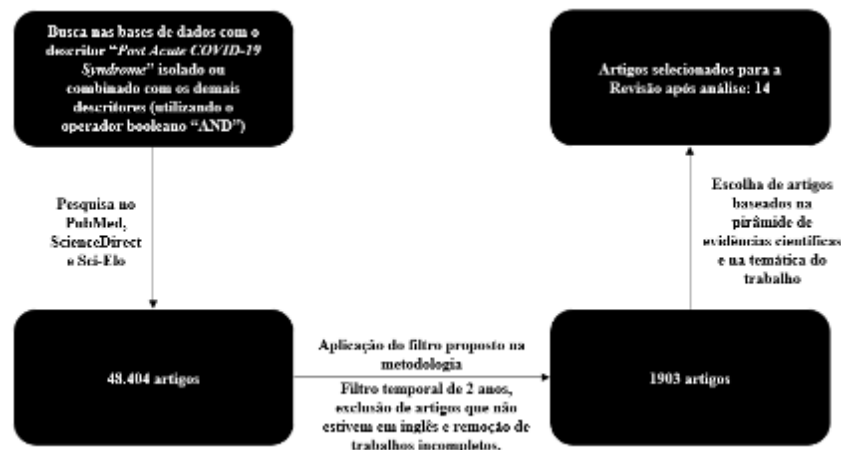 Busca nas bases de dados com o
descritor “Post Acute COVID-19
Syndrome” isolado ou
combinado com os demais
descritores (utilizando o
operador booleano “AND”)
Pesquisa no
PubMed,
ScienceDirect
e Sci-Elo
48.404 artigos
Aplicação do filtro proposto na
metodologia
Filtro temporal de 2 anos,
exclusão de artigos que não
estivem em inglês e remoção de
trabalhos incompletos.
1903 artigos
Escolha de artigos
baseados na
pirâmide de
evidências científicas
e na temática do
trabalho
Artigos selecionados para a
Revisão após análise: 14